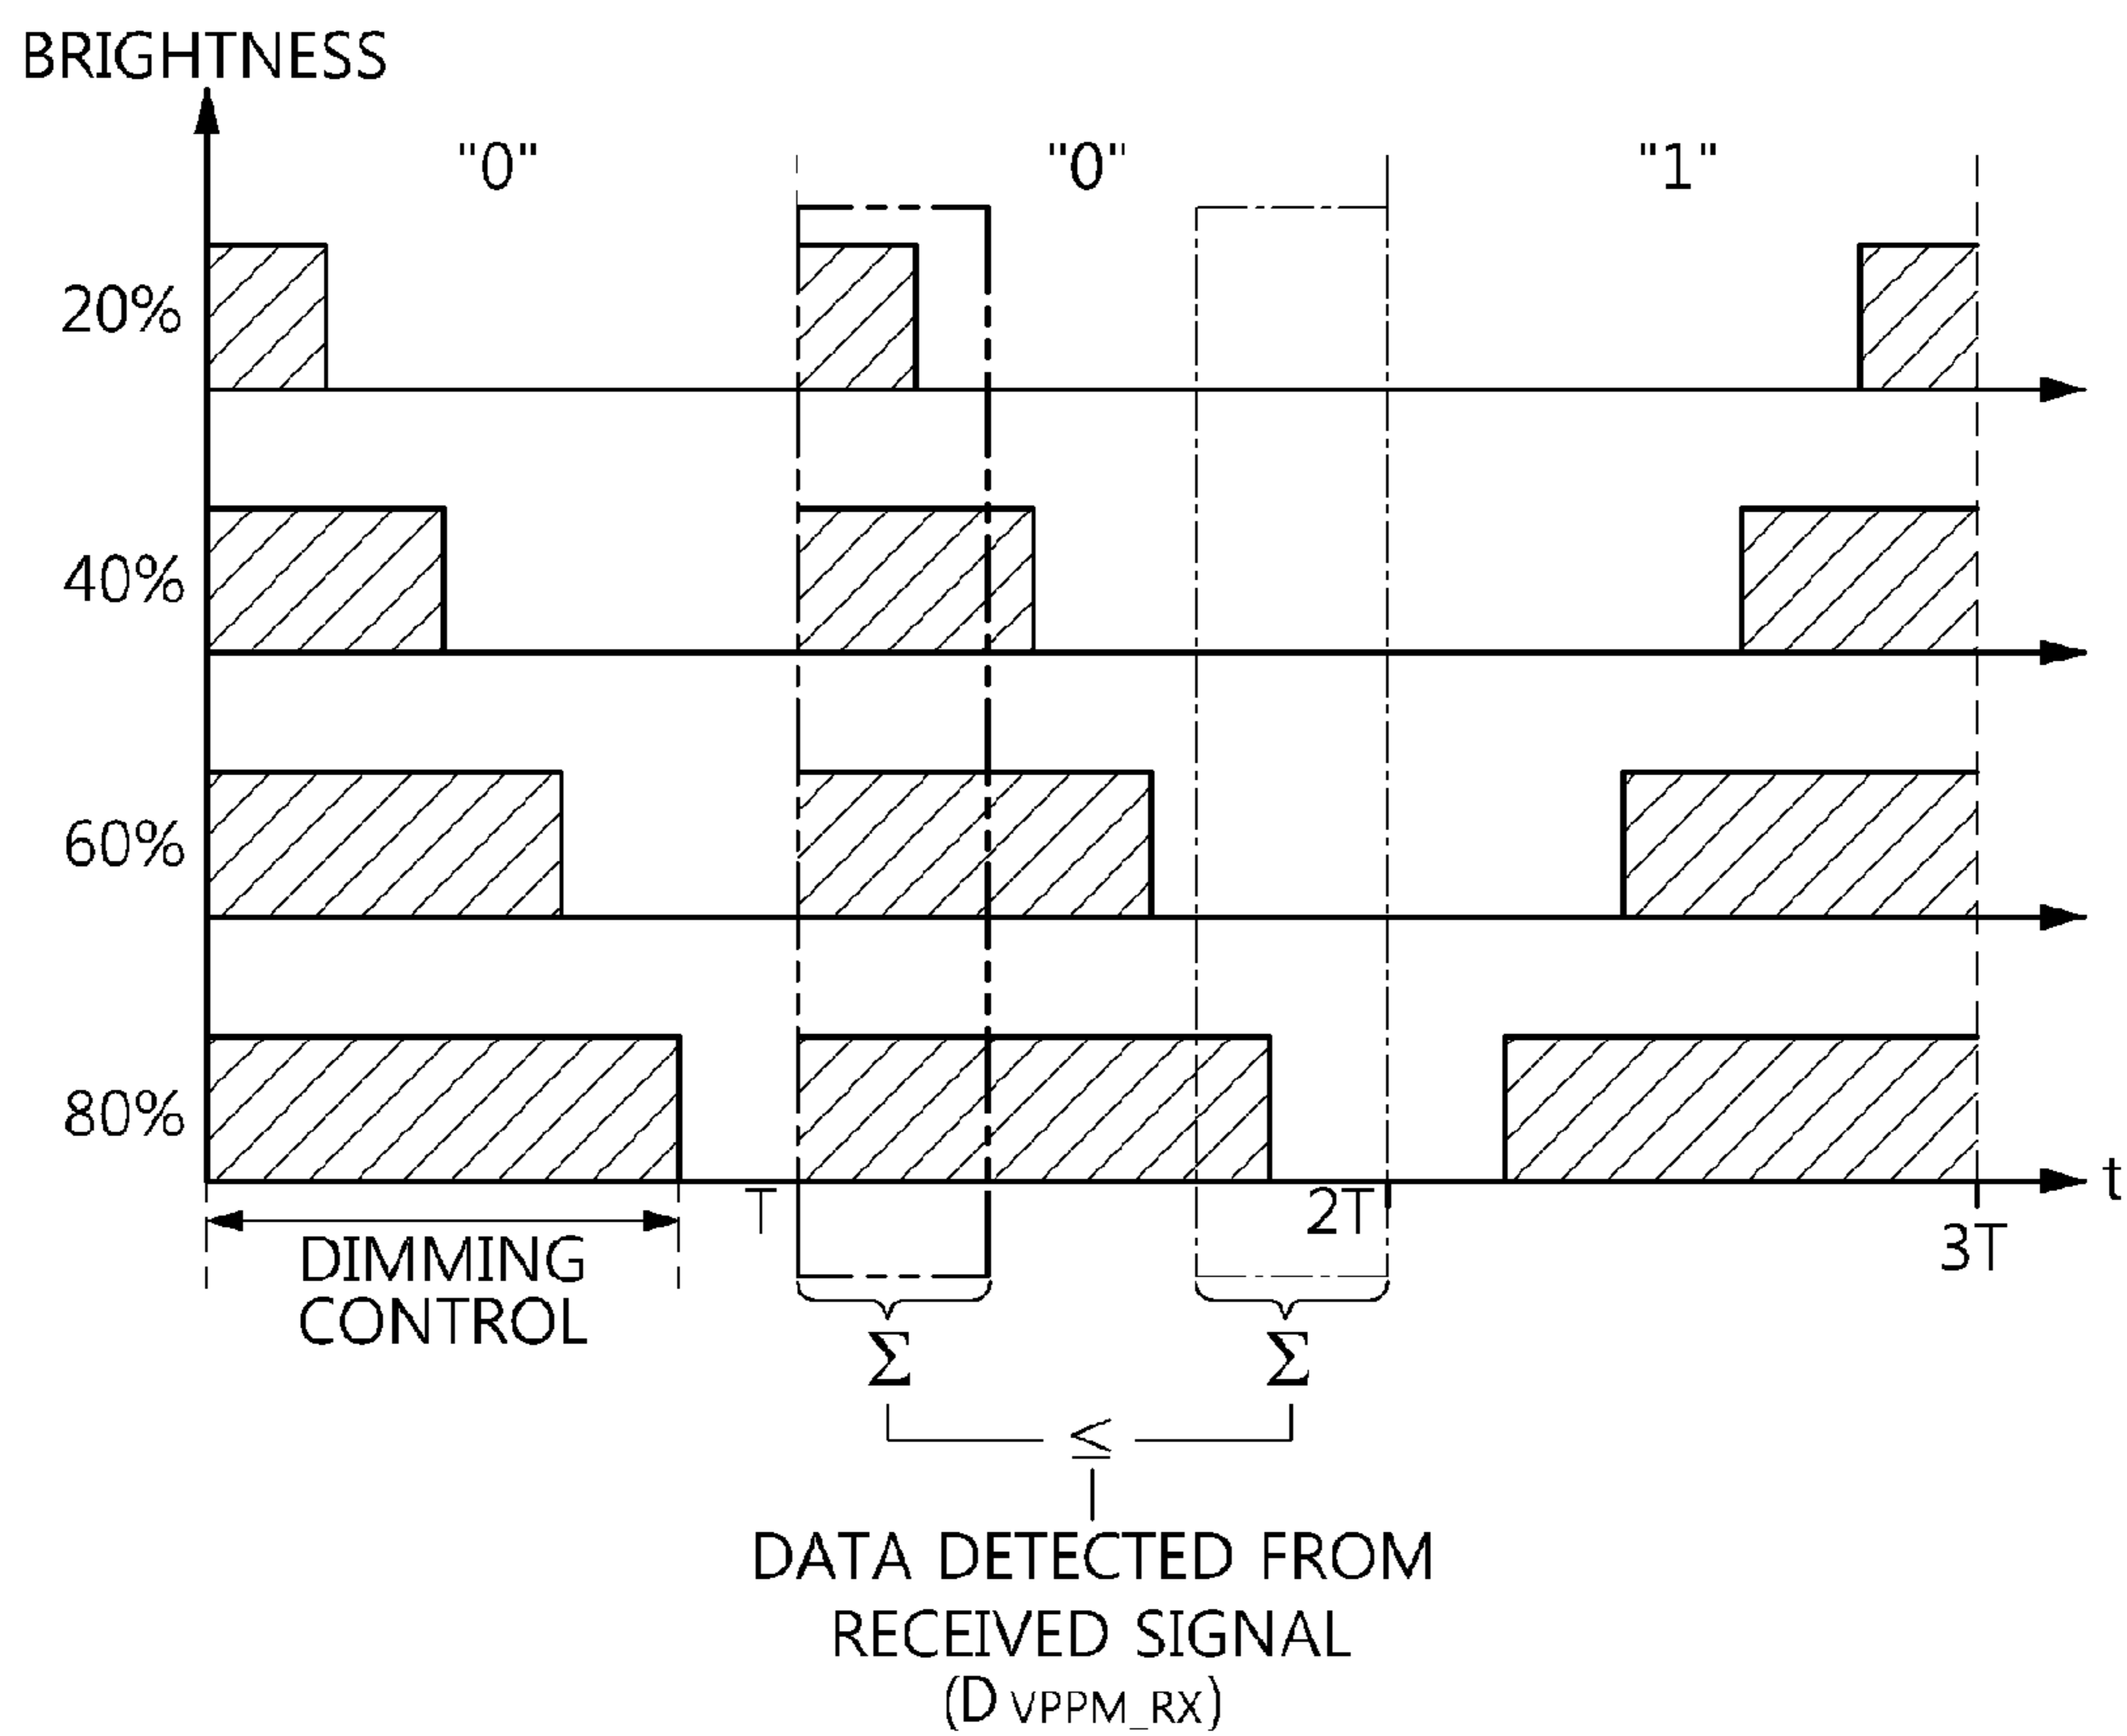 BRIGHTNESS
"0" "0" "1"
20%
40%
60%
80%
t
T 2T 3T
DIMMING
CONTROL
Σ Σ
≤
DATA DETECTED FROM
RECEIVED SIGNAL
(D VPPM_RX)